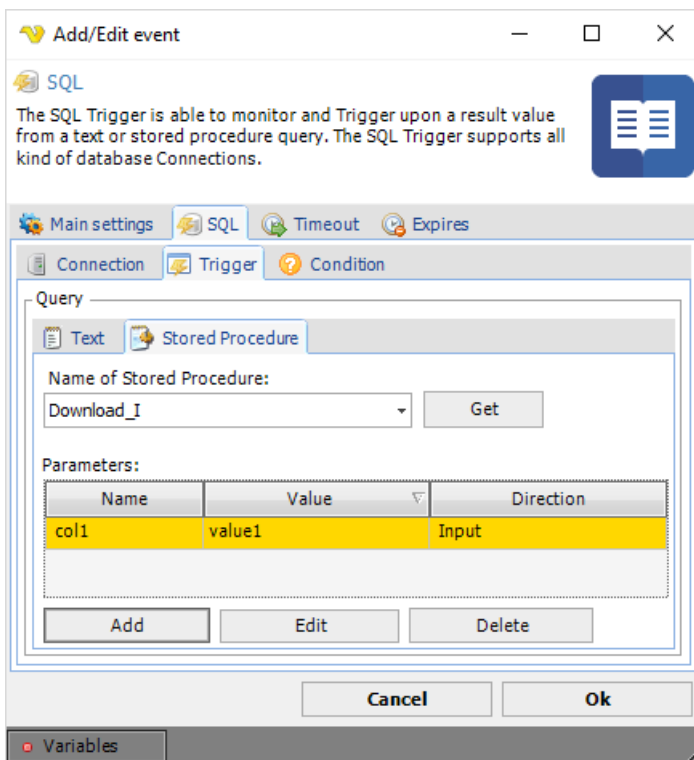 Add/Edit event
SQL
The SQL Trigger is able to monitor and Trigger upon a result value
from a text or stored procedure query. The SQL Trigger supports all
kind of database Connections.
Main settings SQL Timeout Expires
Connection Trigger Condition
Query
Text Stored Procedure
Name of Stored Procedure:
Download_I Get
Parameters:
Name Value Direction
col1 value1 Input
Add Edit Delete
Cancel Ok
Variables